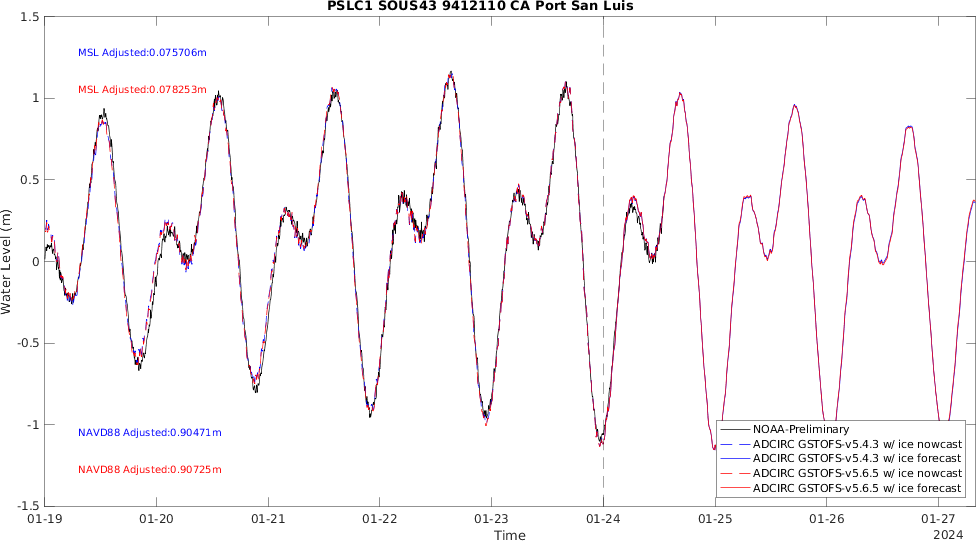 PSLC1 SOUS43 9412110 CA Port San Luis
1.5
MSL Adjusted:0.075706m
MSL Adjusted:0.078253m
1
0.5
Water Level (m)
0
-0.5
-1
NAVD88 Adjusted:0.90471m
NAVD88 Adjusted:0.90725m
NOAA-Preliminary
ADCIRC GSTOFS-v5.4.3 w/ ice nowcast
ADCIRC GSTOFS-v5.4.3 w/ ice forecast
ADCIRC GSTOFS-v5.6.5 w/ ice nowcast
ADCIRC GSTOFS-v5.6.5 w/ ice forecast
-1.5
01-19 01-20 01-21 01-22 01-23 01-24 01-25 01-26 01-27
Time
2024